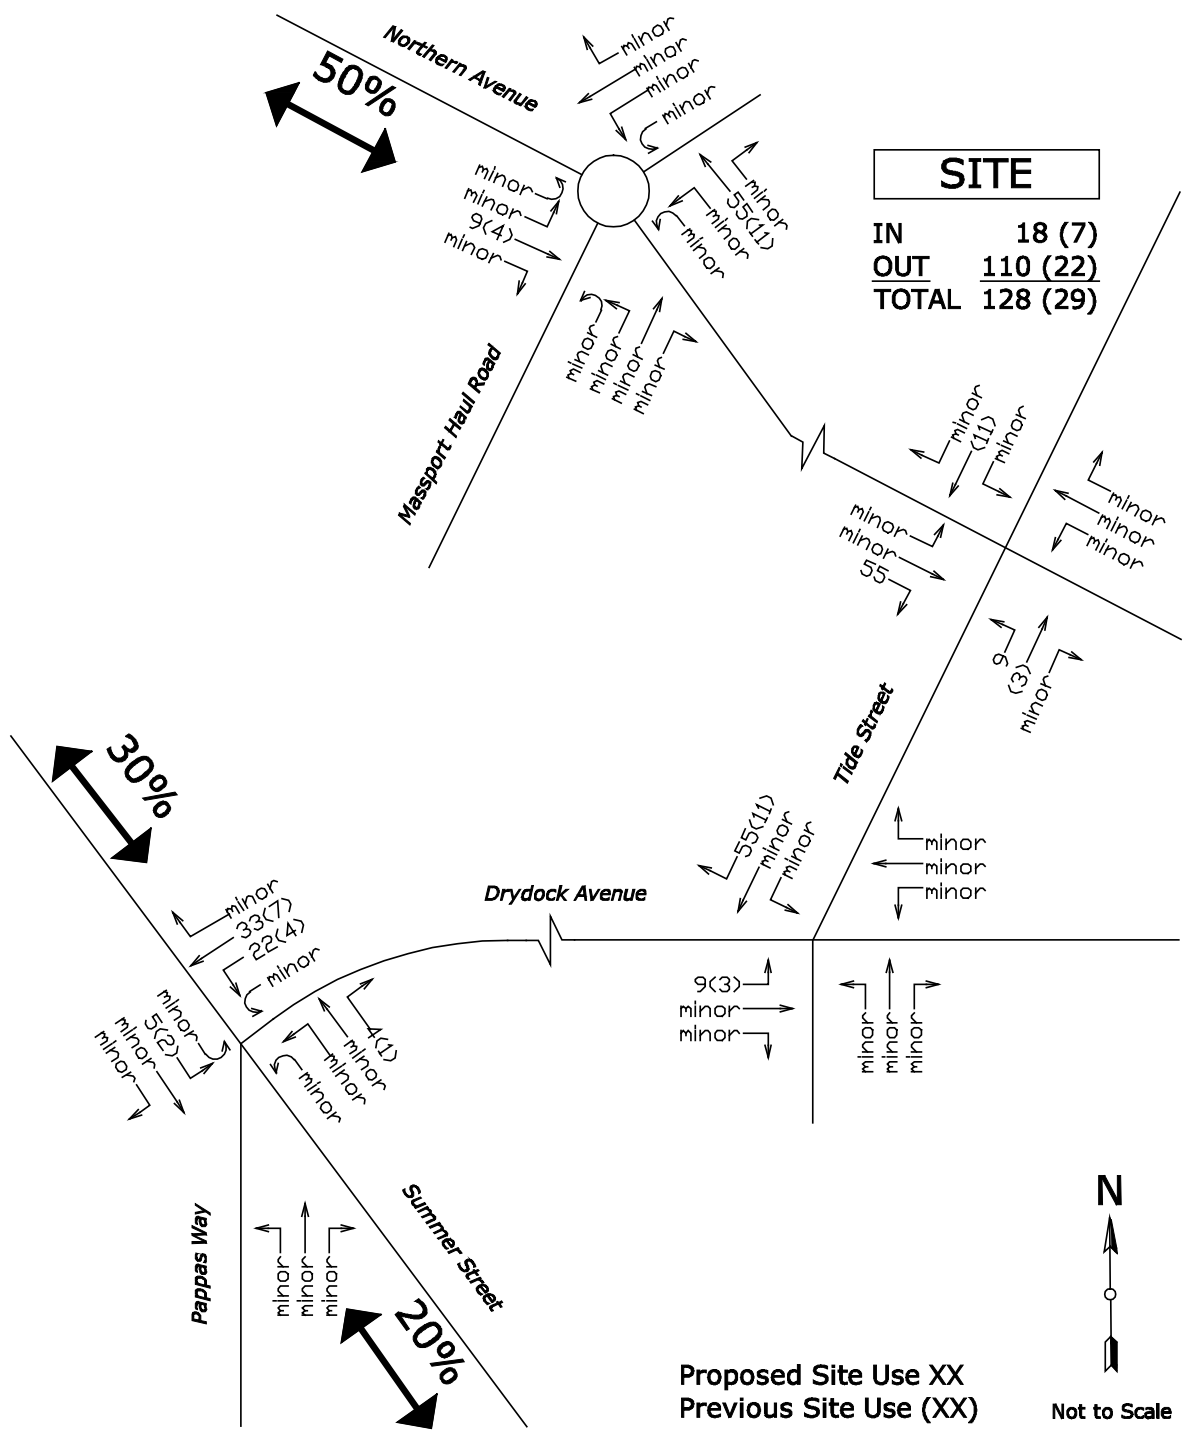 Northern Avenue
50%
minor
minor
minor
minor
minor
minor
9(4)
minor
minor
55(11)
minor
minor
minor
minor
minor
minor
Massport Haul Road
SITE
IN 18 (7)
OUT 110 (22)
TOTAL 128 (29)
minor
(11)
minor
minor
minor
minor
minor
minor
55
9
(3)
minor
Tide Street
30%
55(11)
minor
minor
minor
minor
minor
Drydock Avenue
9(3)
minor
minor
minor
minor
minor
minor
33(7)
22(4)
minor
minor
5(2)
minor
minor
4(1)
minor
minor
minor
Pappas Way
minor
minor
minor
Summer Street
20%
N
Proposed Site Use XX
Previous Site Use (XX)
Not to Scale